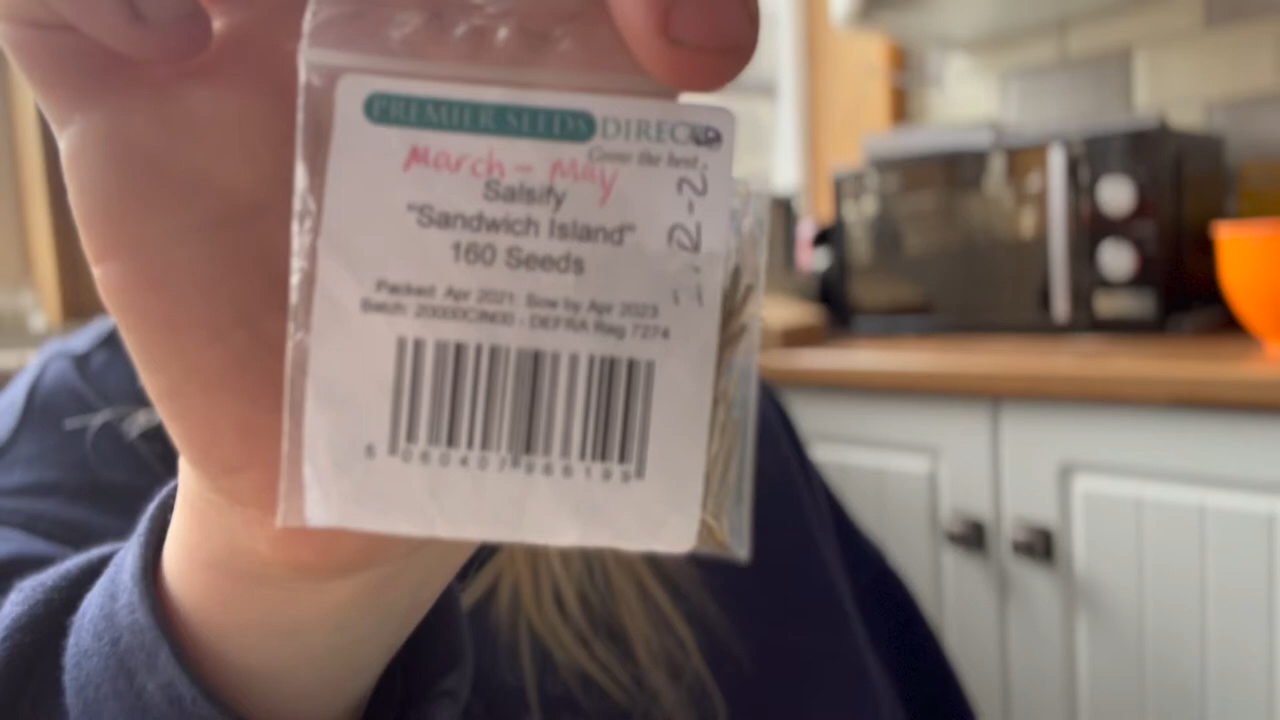 PREMIER SEEDS DIRECT
Grow the best
March - May
Salsify
"Sandwich Island"
160 Seeds
Packed: Apr 2021. Sow by Apr 2023
DEFRA Reg 7274